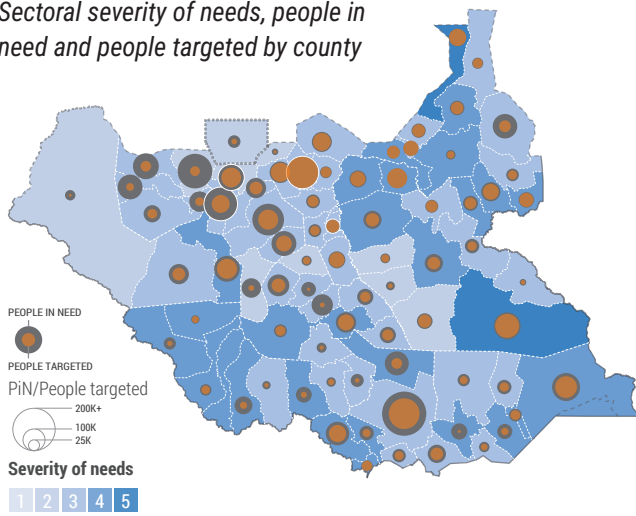 Sectoral severity of needs, people in
need and people targeted by county
PEOPLE IN NEED
PEOPLE TARGETED
PiN/People targeted
200K+
100K
25K
Severity of needs
1 2 3 4 5